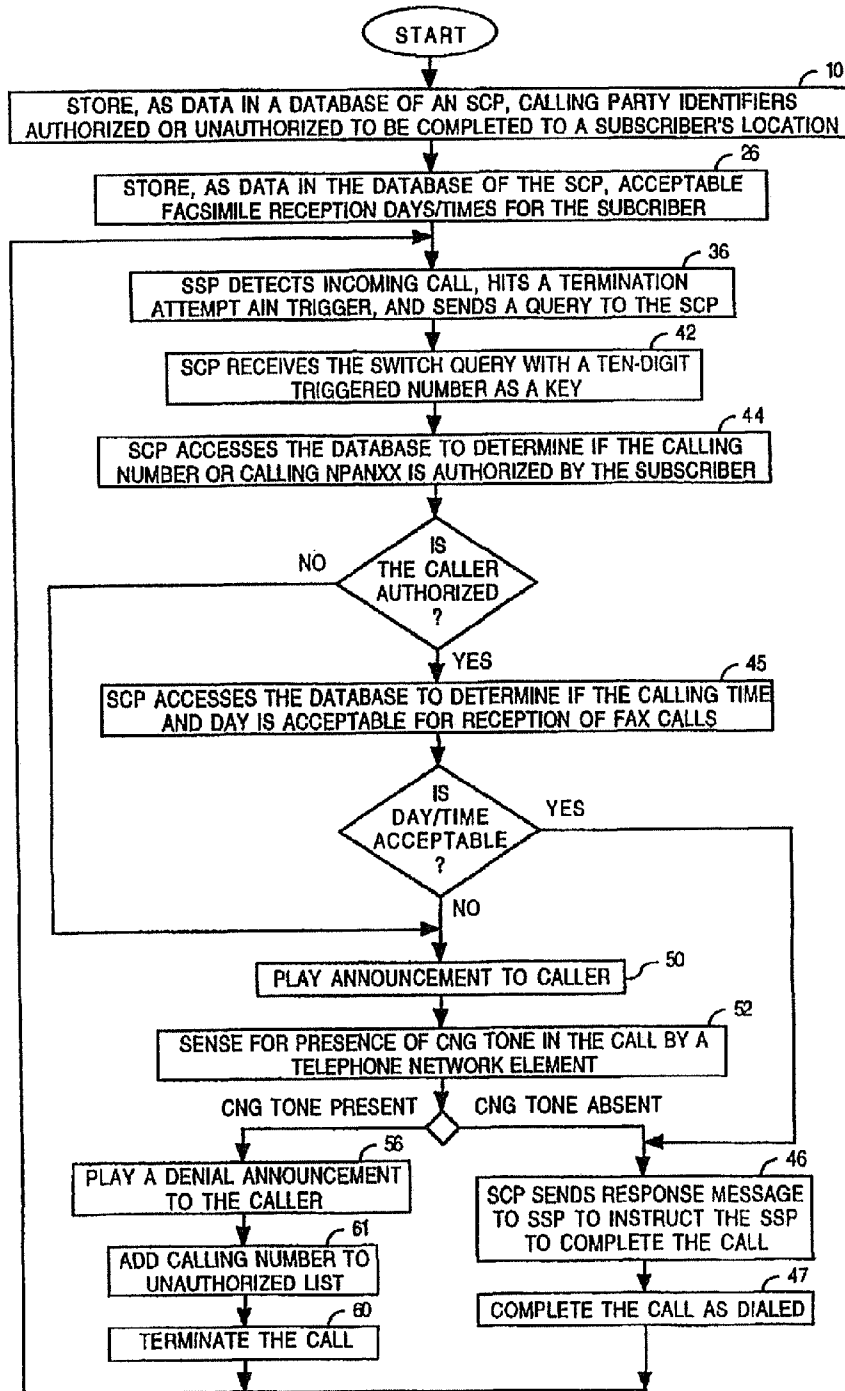 START
10
STORE, AS DATA IN A DATABASE OF AN SCP, CALLING PARTY IDENTIFIERS
AUTHORIZED OR UNAUTHORIZED TO BE COMPLETED TO A SUBSCRIBER'S LOCATION
26
STORE, AS DATA IN THE DATABASE OF THE SCP, ACCEPTABLE
FACSIMILE RECEPTION DAYS/TIMES FOR THE SUBCRIBER
36
SSP DETECTS INCOMING CALL, HITS A TERMINATION
ATTEMPT AIN TRIGGER, AND SENDS A QUERY TO THE SCP
42
SCP RECEIVES THE SWITCH QUERY WITH A TEN-DIGIT
TRIGGERED NUMBER AS A KEY
44
SCP ACCESSES THE DATABASE TO DETERMINE IF THE CALLING
NUMBER OR CALLING NPANXX IS AUTHORIZED BY THE SUBSCRIBER
NO
IS
THE CALLER
AUTHORIZED
?
YES
45
SCP ACCESSES THE DATABASE TO DETERMINE IF THE CALLING TIME
AND DAY IS ACCEPTABLE FOR RECEPTION OF FAX CALLS
IS
DAY/TIME
ACCEPTABLE
?
YES
NO
50
PLAY ANNOUNCEMENT TO CALLER
52
SENSE FOR PRESENCE OF CNG TONE IN THE CALL BY A
TELEPHONE NETWORK ELEMENT
CNG TONE PRESENT
CNG TONE ABSENT
56
PLAY A DENIAL ANNOUNCEMENT
TO THE CALLER
61
ADD CALLING NUMBER TO
UNAUTHORIZED LIST
60
TERMINATE THE CALL
46
SCP SENDS RESPONSE MESSAGE
TO SSP TO INSTRUCT THE SSP
TO COMPLETE THE CALL
47
COMPLETE THE CALL AS DIALED